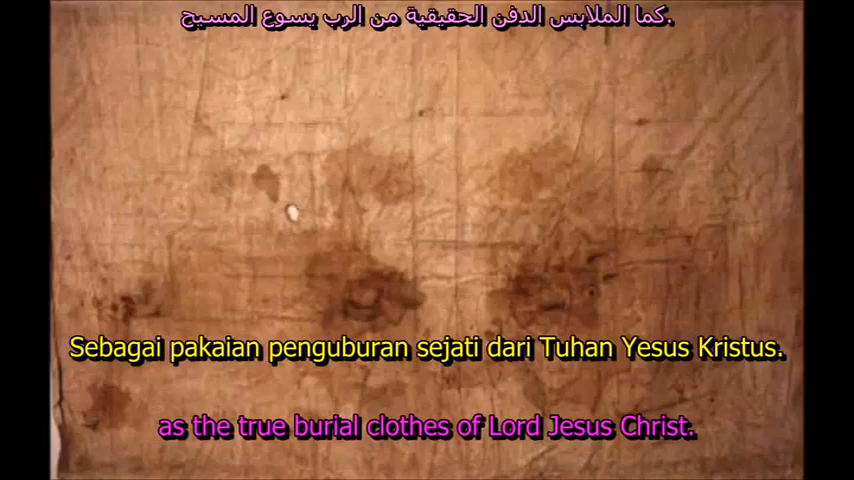 كما الملابس الدفن الحقيقية من الرب يسوع المسيح.
Sebagai pakaian penguburan sejati dari Tuhan Yesus Kristus.
as the true burial clothes of Lord Jesus Christ.